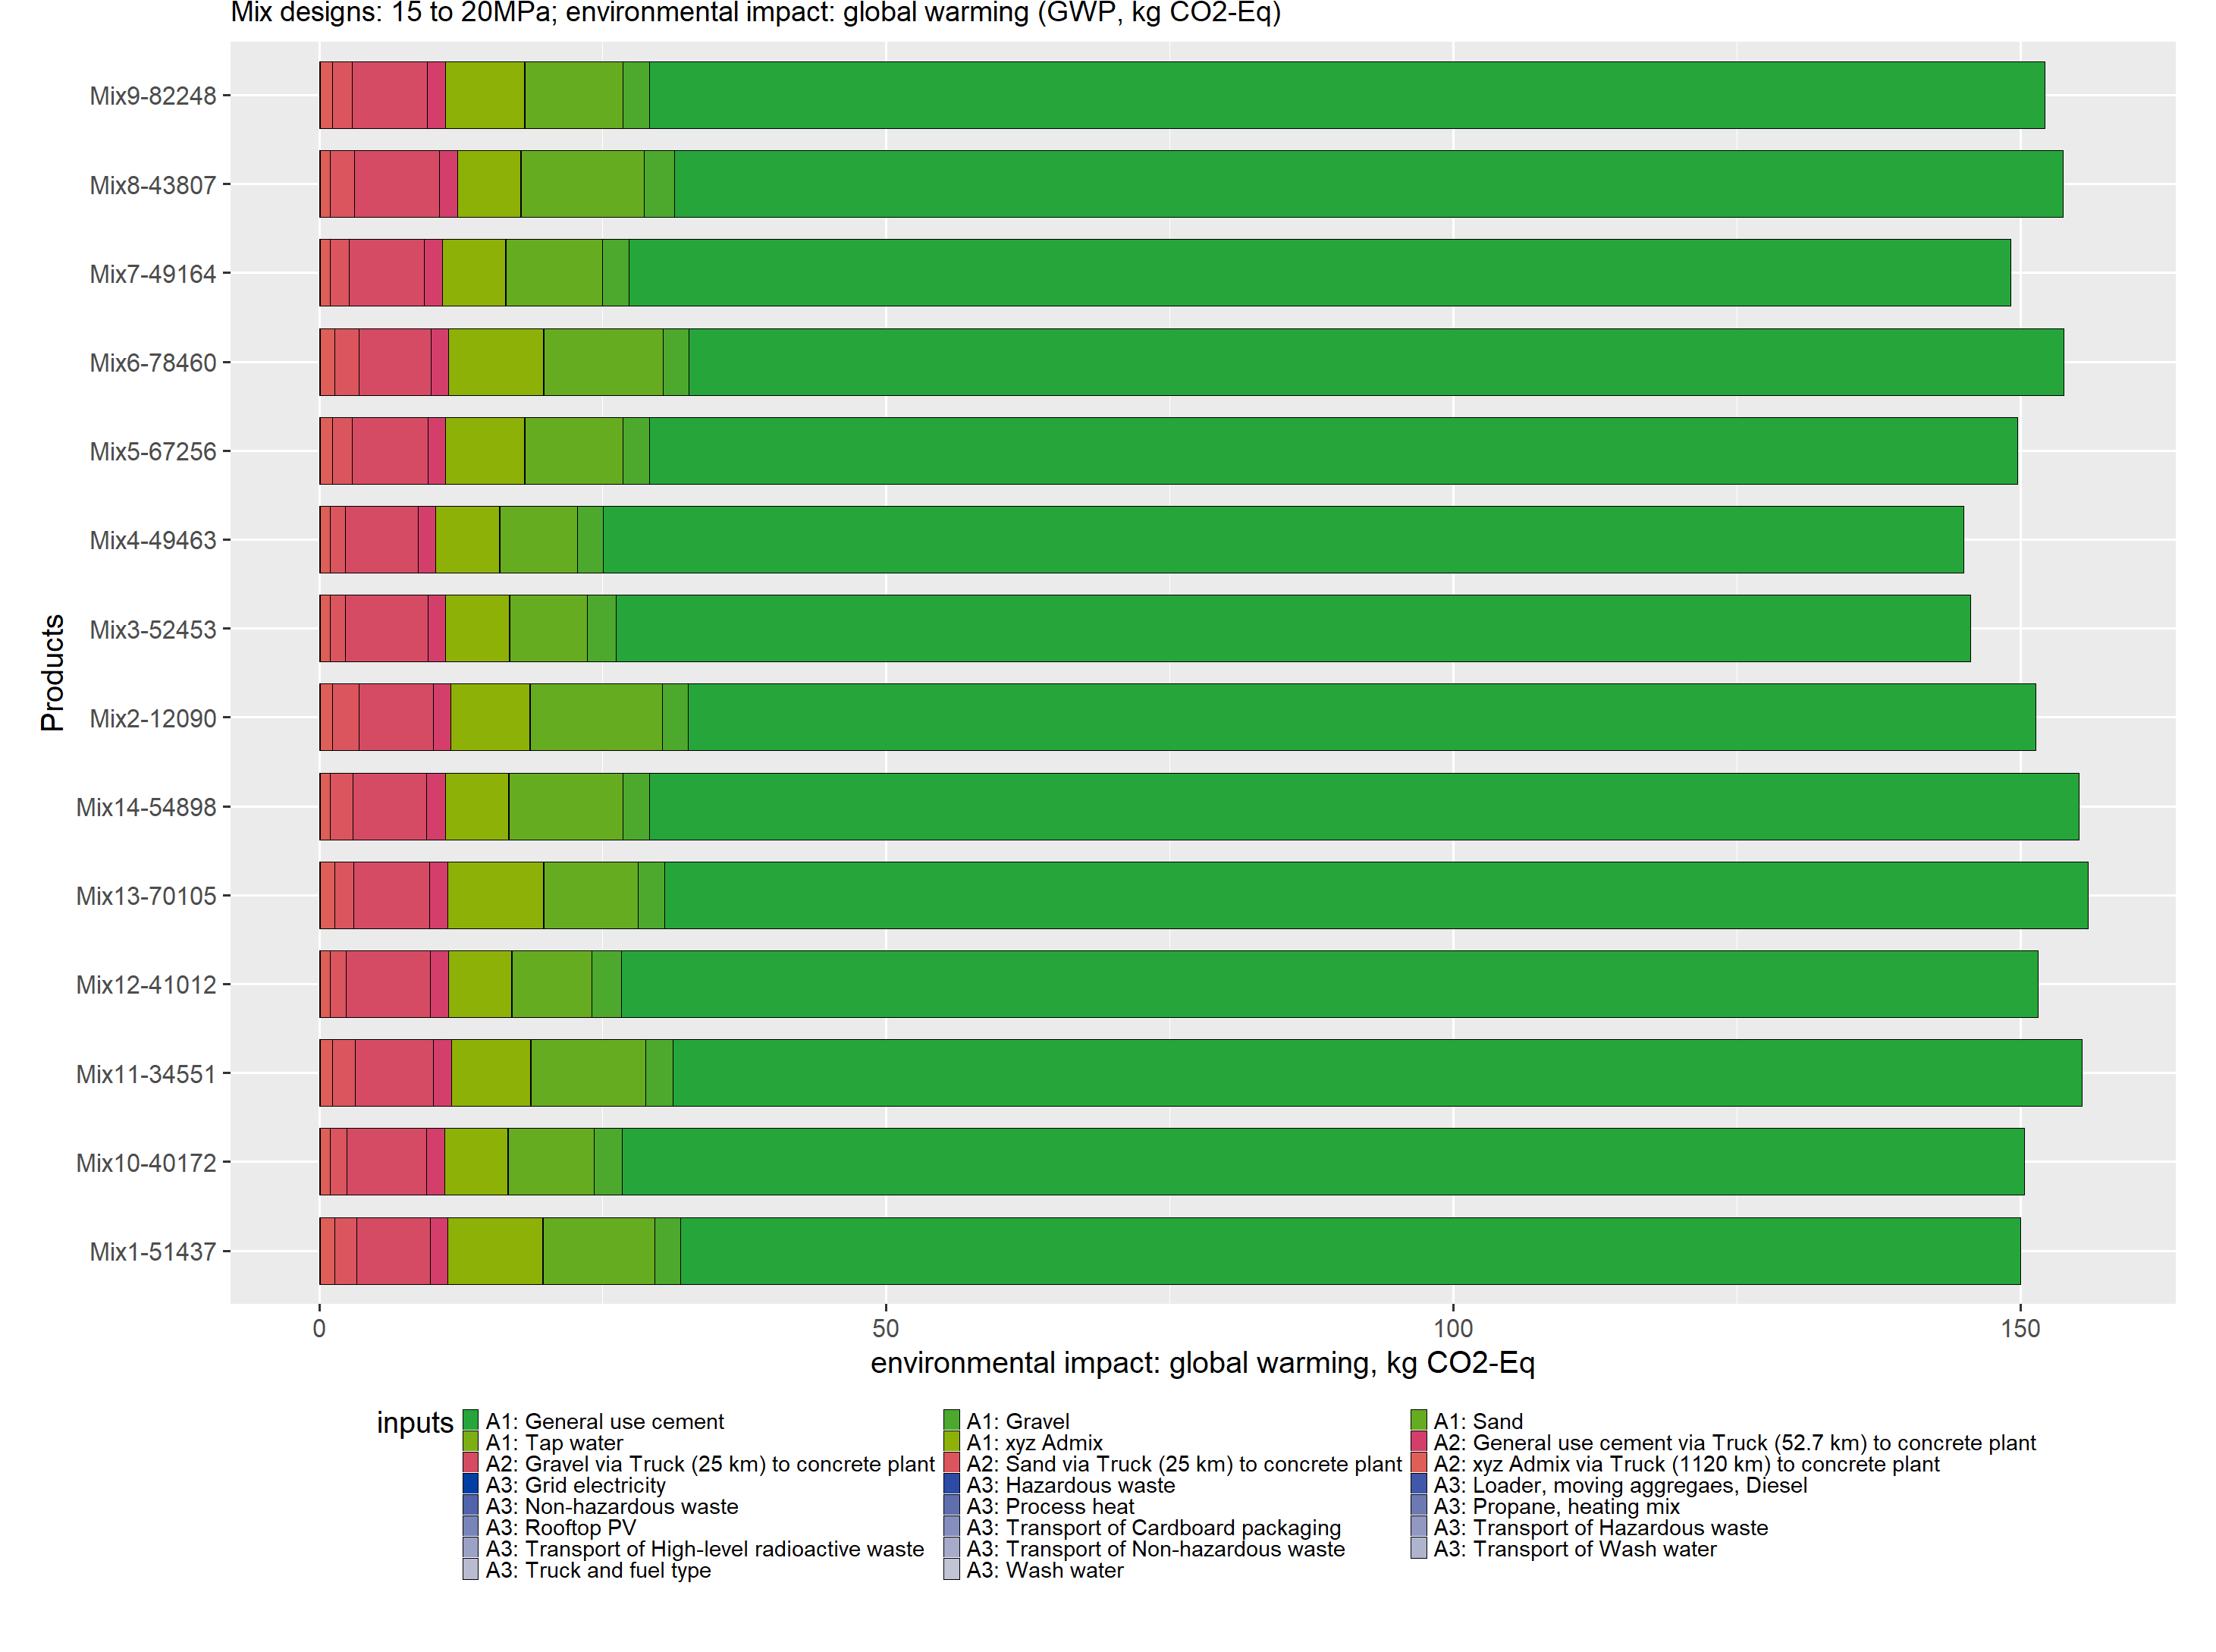 Mix designs: 15 to 20MPa; environmental impact: global warming (GWP, kg CO2-Eq)
Products
Mix9-82248
Mix8-43807
Mix7-49164
Mix6-78460
Mix5-67256
Mix4-49463
Mix3-52453
Mix2-12090
Mix14-54898
Mix13-70105
Mix12-41012
Mix11-34551
Mix10-40172
Mix1-51437
0 50 100 150
environmental impact: global warming, kg CO2-Eq
inputs
A1: General use cement A1: Gravel A1: Sand
A1: Tap water A1: xyz Admix A2: General use cement via Truck (52.7 km) to concrete plant
A2: Gravel via Truck (25 km) to concrete plant A2: Sand via Truck (25 km) to concrete plant A2: xyz Admix via Truck (1120 km) to concrete plant
A3: Grid electricity A3: Hazardous waste A3: Loader, moving aggregaes, Diesel
A3: Non-hazardous waste A3: Process heat A3: Propane, heating mix
A3: Rooftop PV A3: Transport of Cardboard packaging A3: Transport of Hazardous waste
A3: Transport of High-level radioactive waste A3: Transport of Non-hazardous waste A3: Transport of Wash water
A3: Truck and fuel type A3: Wash water